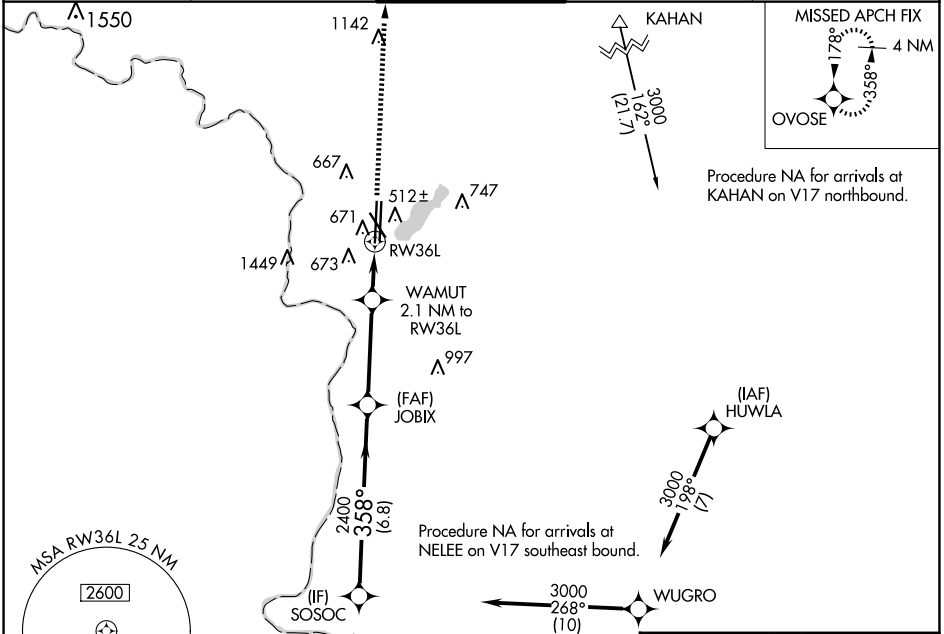 1550
1142
KAHAN
3000
162°
(21.7)
MISSED APCH FIX
178°
4 NM
358°
OVOSE
Procedure NA for arrivals at
KAHAN on V17 northbound.
667
512±
747
671
RW36L
1449
673
WAMUT
2.1 NM to
RW36L
997
(FAF)
JOBIX
(IAF)
HUWLA
3000
198°
(7)
2400
358°
(6.8)
Procedure NA for arrivals at
NELEE on V17 southeast bound.
MSA RW36L 25 NM
2600
(IF)
SOSOC
3000
268°
(10)
WUGRO